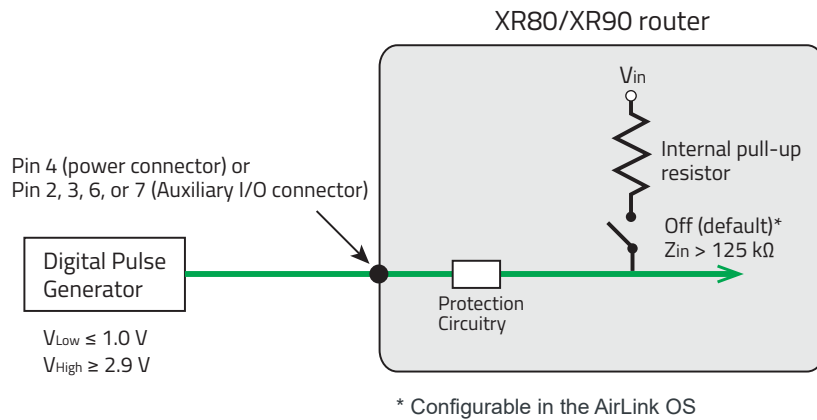 XR80/XR90 router
Vin
Internal pull-up
resistor
Pin 4 (power connector) or
Pin 2, 3, 6, or 7 (Auxiliary I/O connector)
Off (default)*
Zin > 125 kΩ
Digital Pulse
Generator
Protection
Circuitry
VLow ≤ 1.0 V
VHigh ≥ 2.9 V
* Configurable in the AirLink OS